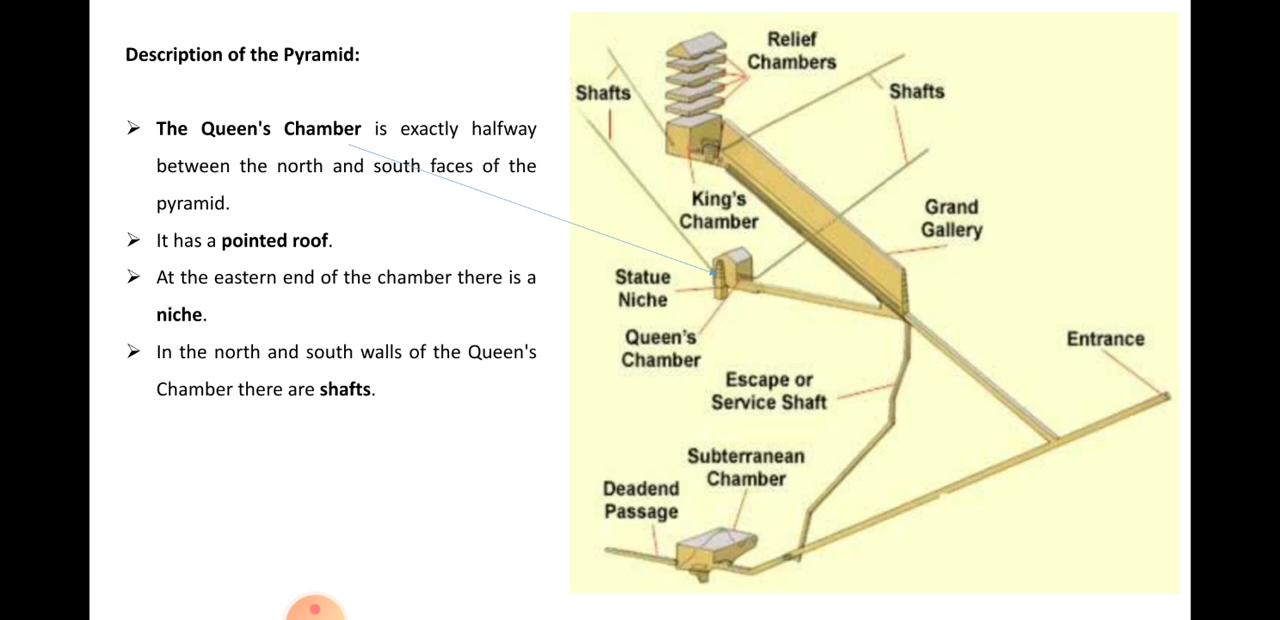 Description of the Pyramid:
➢ The Queen's Chamber is exactly halfway
between the north and south faces of the
pyramid.
➢ It has a pointed roof.
➢ At the eastern end of the chamber there is a
niche.
➢ In the north and south walls of the Queen's
Chamber there are shafts.
Relief
Chambers
Shafts
Shafts
King's
Chamber
Grand
Gallery
Statue
Niche
Queen's
Chamber
Entrance
Escape or
Service Shaft
Subterranean
Chamber
Deadend
Passage